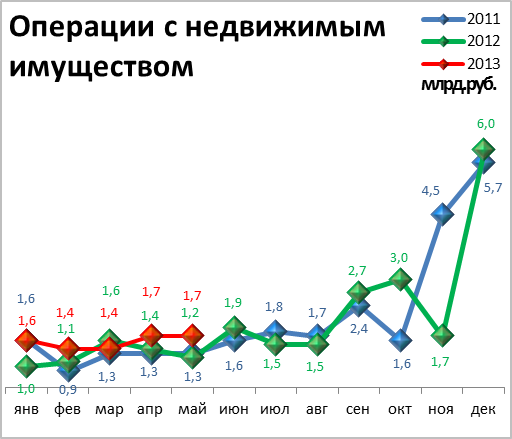 Операции с недвижимым
имуществом
2011
2012
2013
млрд.руб.
6,0
5,7
4,5
3,0
2,7
2,4
1,6 1,6 1,9 1,8 1,7
1,6 1,4 1,4 1,7 1,7
1,1 1,4 1,2
1,0 0,9 1,3 1,3 1,3 1,6 1,5 1,5 1,6 1,7
янв фев мар апр май июн июл авг сен окт ноя дек